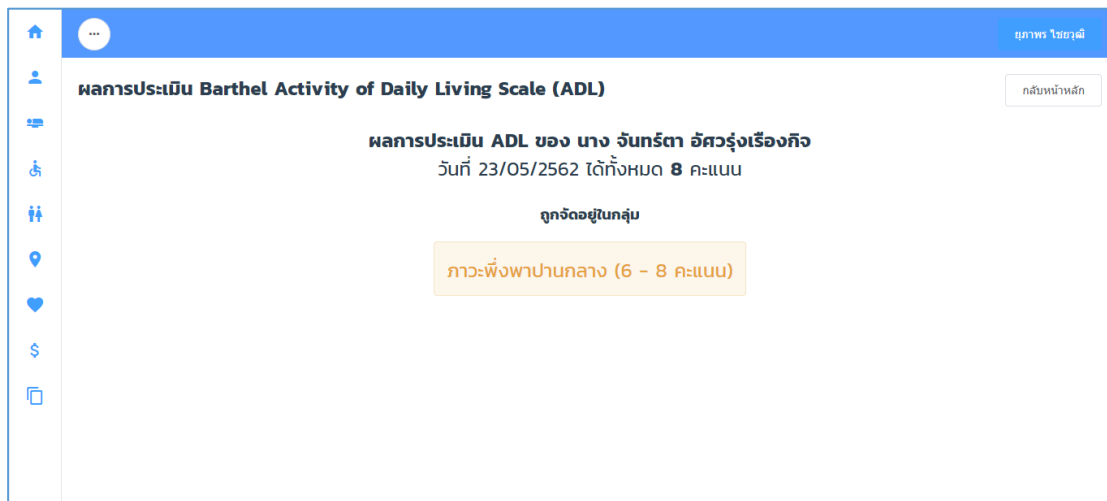 ...
ยุภาพร ไชยวุฒิ
ผลการประเมิน Barthel Activity of Daily Living Scale (ADL)
กลับหน้าหลัก
ผลการประเมิน ADL ของ นาง จันทร์ตา อัศวรุ่งเรืองกิจ
วันที่ 23/05/2562 ได้ทั้งหมด 8 คะแนน
ถูกจัดอยู่ในกลุ่ม
ภาวะพึ่งพาปานกลาง (6 - 8 คะแนน)